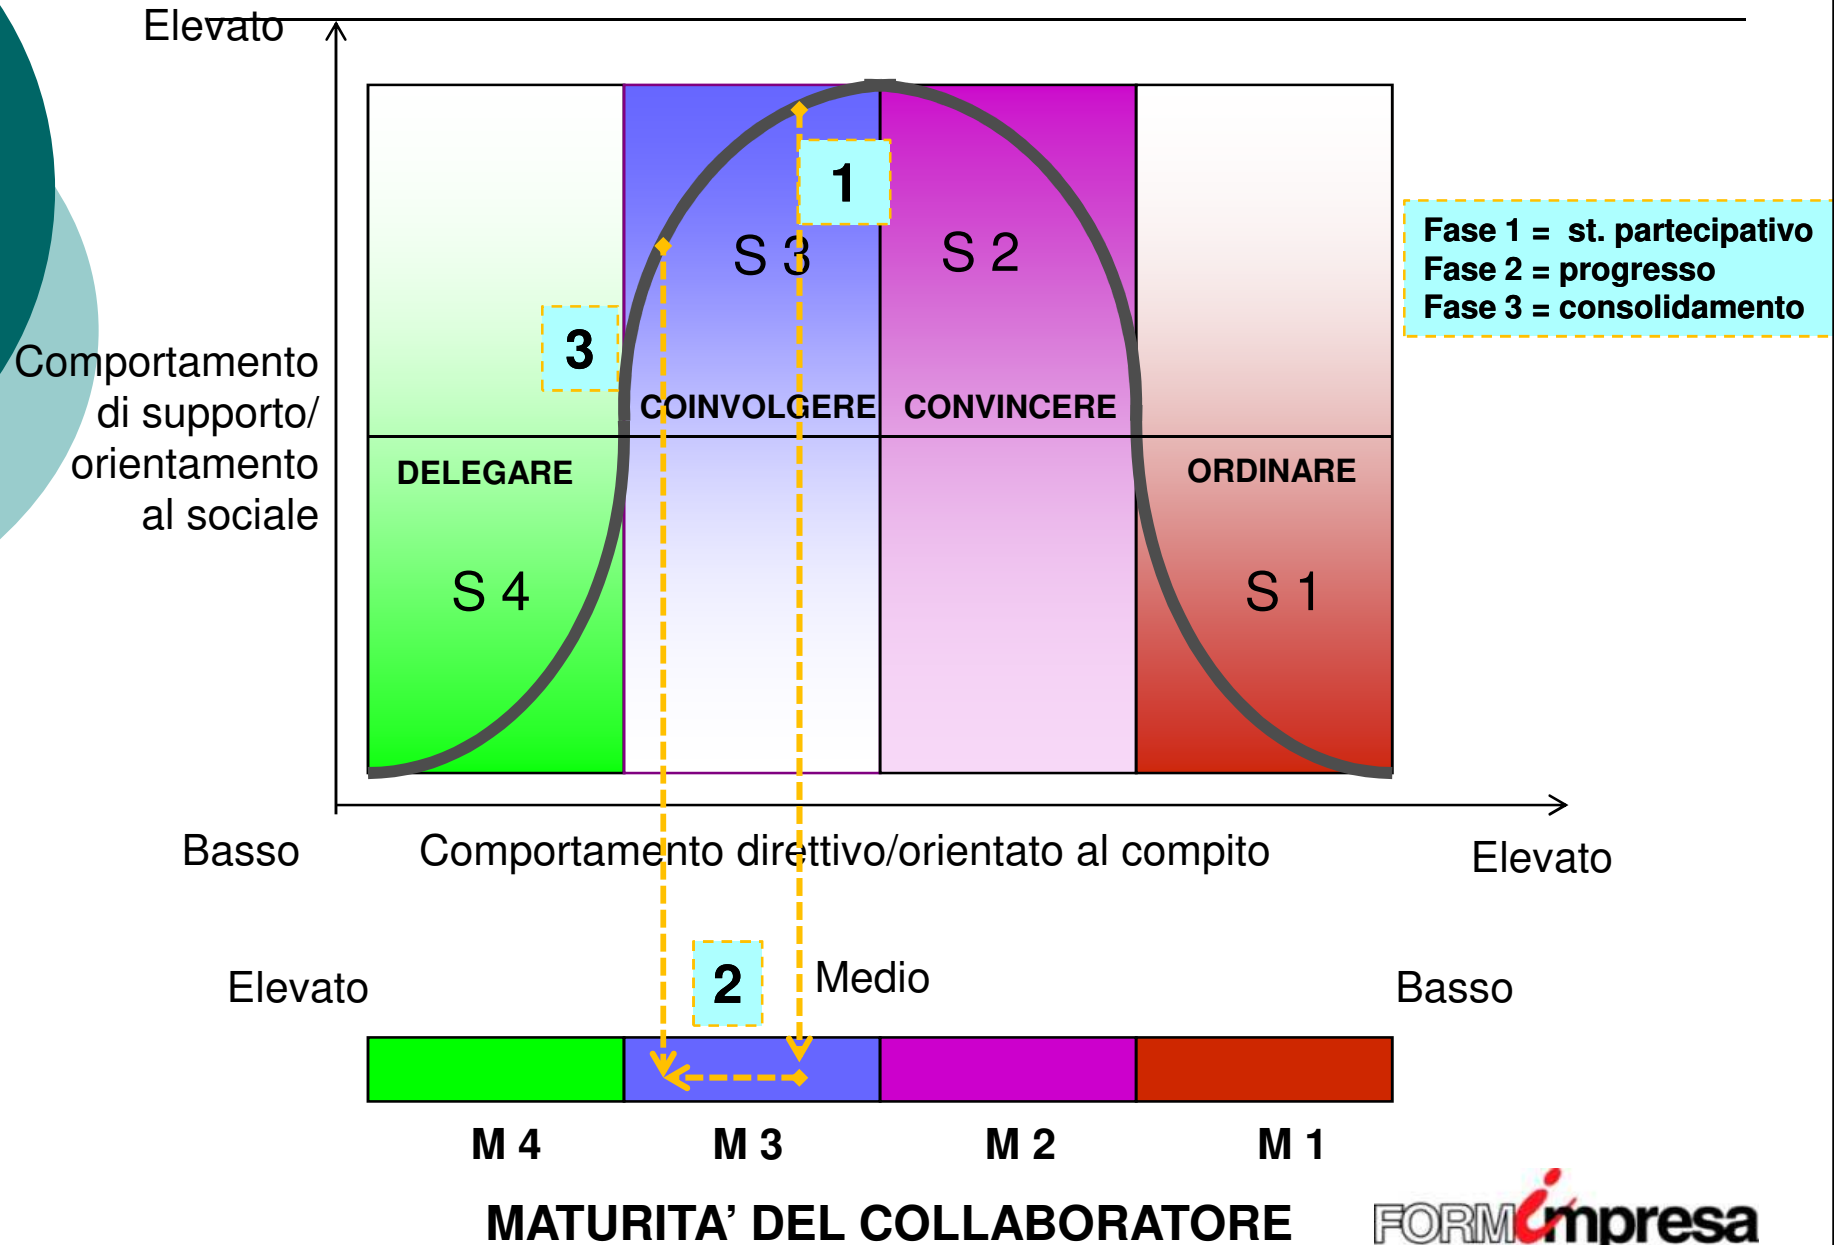 Elevato
1
S 3
S 2
Fase 1 = st. partecipativo
Fase 2 = progresso
Fase 3 = consolidamento
3
Comportamento
di supporto/
orientamento
al sociale
COINVOLGERE
CONVINCERE
DELEGARE
ORDINARE
S 4
S 1
Basso
Comportamento direttivo/orientato al compito
Elevato
Elevato
2
Medio
Basso
M 4
M 3
M 2
M 1
MATURITA’ DEL COLLABORATORE
FORMimpresa